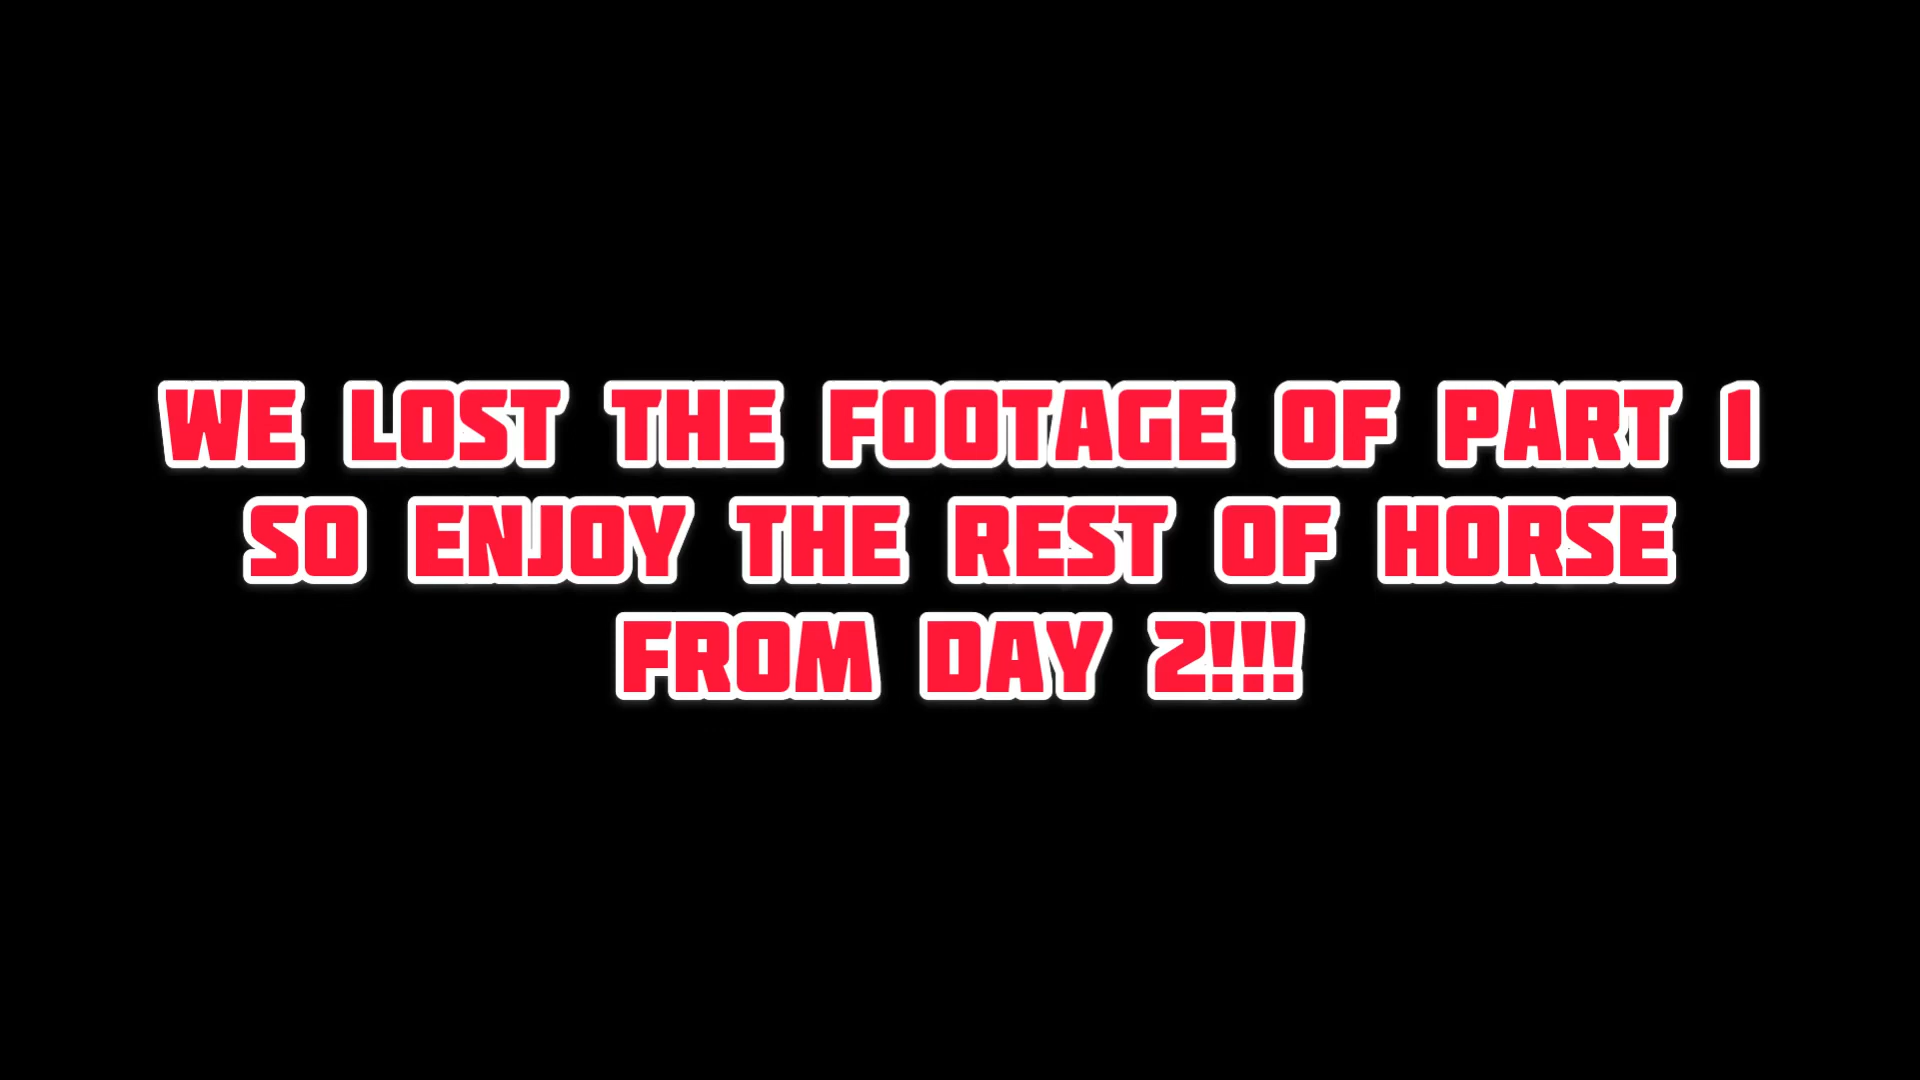 WE LOST THE FOOTAGE OF PART 1
SO ENJOY THE REST OF HORSE
FROM DAY 2!!!